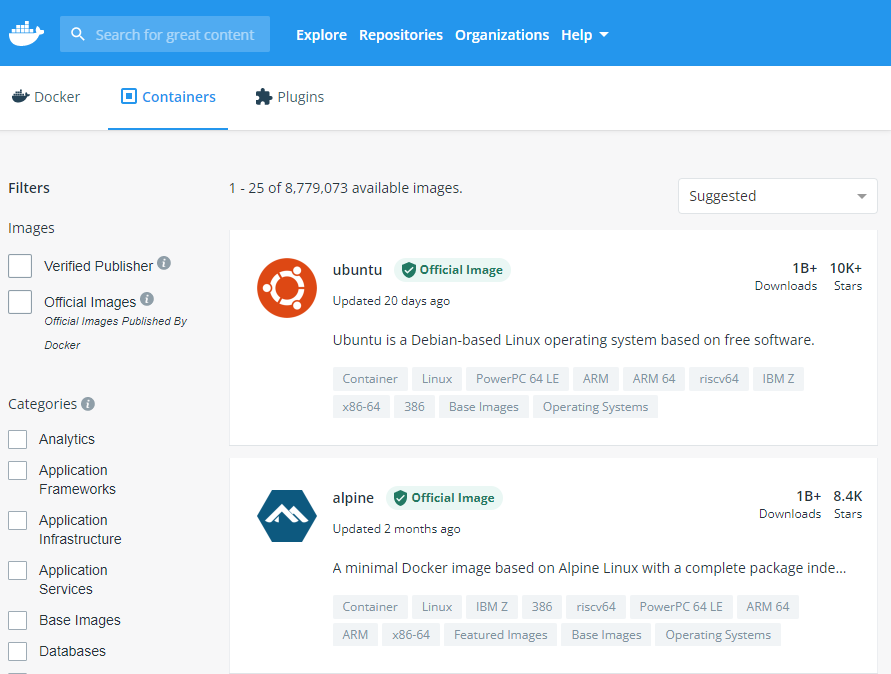 Search for great content
Explore Repositories Organizations Help
Docker Containers Plugins
Filters
Images
Verified Publisher
Official Images
Official Images Published By
Docker
Categories
Analytics
Application
Frameworks
Application
Infrastructure
Application
Services
Base Images
Databases
1 - 25 of 8,779,073 available images.
Suggested
ubuntu Official Image
Updated 20 days ago
1B+ 10K+
Downloads Stars
Ubuntu is a Debian-based Linux operating system based on free software.
Container Linux PowerPC 64 LE ARM ARM 64 riscv64 IBM Z
x86-64 386 Base Images Operating Systems
alpine Official Image
Updated 2 months ago
1B+ 8.4K
Downloads Stars
A minimal Docker image based on Alpine Linux with a complete package inde...
Container Linux IBM Z 386 riscv64 PowerPC 64 LE ARM 64
ARM x86-64 Featured Images Base Images Operating Systems